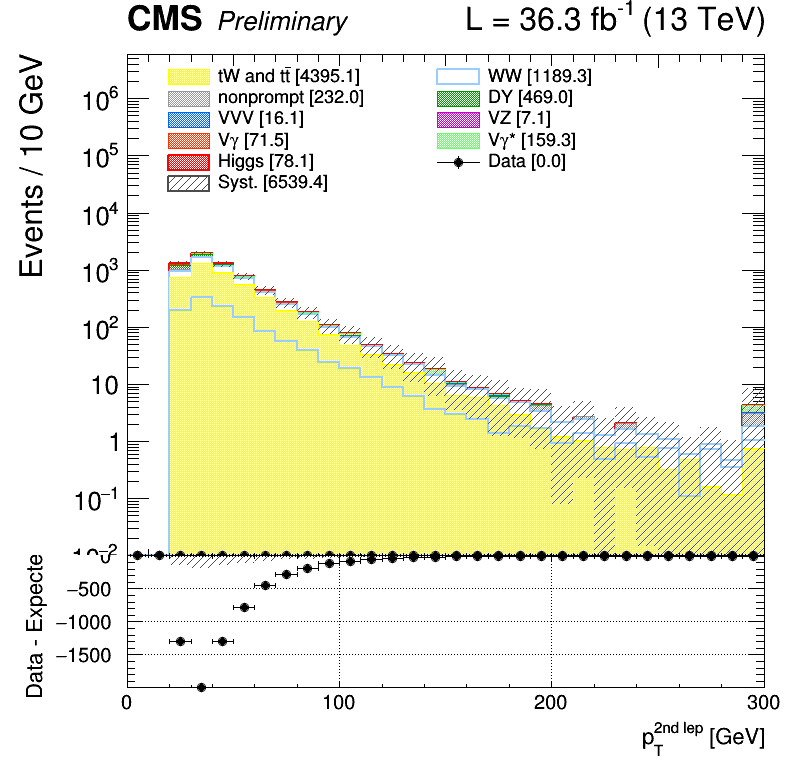 CMS Preliminary L = 36.3 fb⁻¹ (13 TeV)
Events / 10 GeV
tW and tt̄ [4395.1]
nonprompt [232.0]
VVV [16.1]
Vγ [71.5]
Higgs [78.1]
Syst. [6539.4]
WW [1189.3]
DY [469.0]
VZ [7.1]
Vγ* [159.3]
Data [0.0]
10⁶
10⁵
10⁴
10³
10²
10
1
10⁻¹
Data - Expecte
−500
−1000
−1500
0 100 200 300
p_T^2nd lep [GeV]